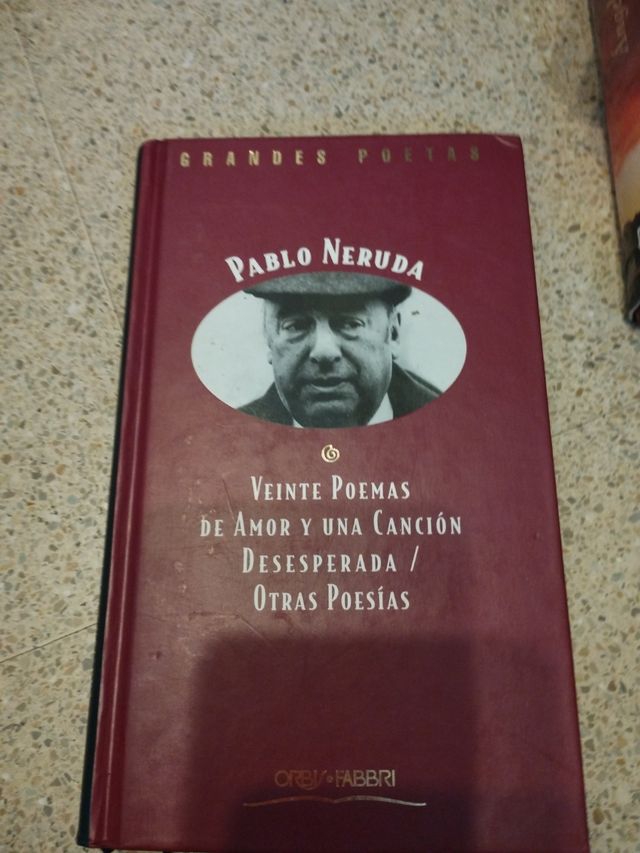 GRANDES POETAS
PABLO NERUDA
VEINTE POEMAS
DE AMOR Y UNA CANCIÓN
DESESPERADA /
OTRAS POESÍAS
ORBIS • FABBRI